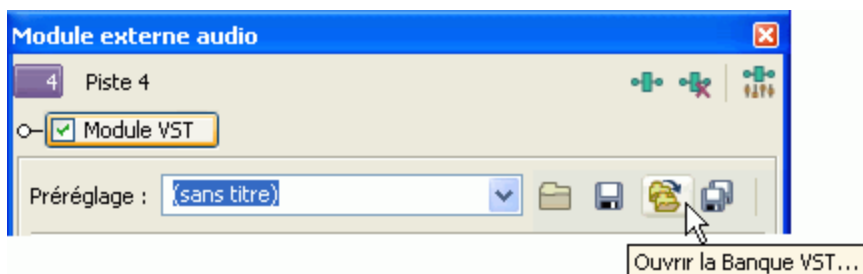 Module externe audio
4 Piste 4
Module VST
Préréglage : (sans titre)
Ouvrir la Banque VST...